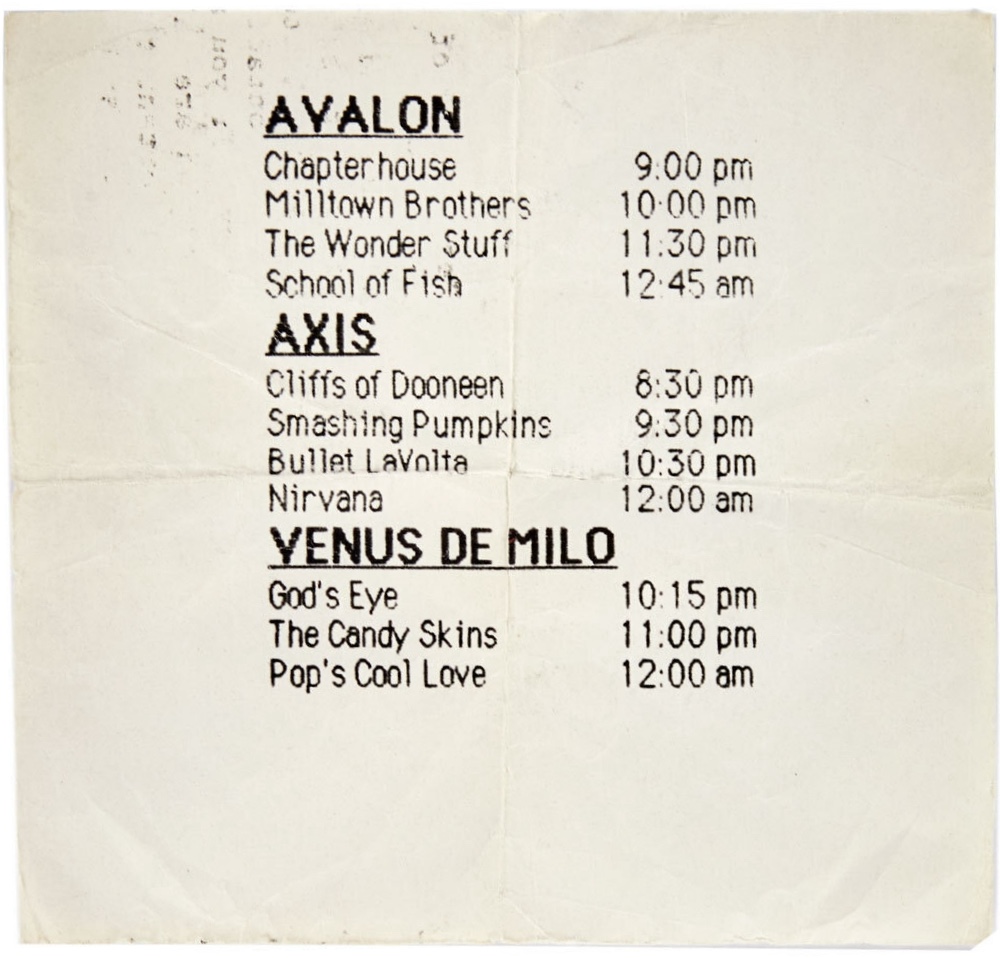 AVALON
Chapterhouse 9:00 pm
Milltown Brothers 10:00 pm
The Wonder Stuff 11:30 pm
School of Fish 12:45 am
AXIS
Cliffs of Dooneen 8:30 pm
Smashing Pumpkins 9:30 pm
Bullet LaVolta 10:30 pm
Nirvana 12:00 am
VENUS DE MILO
God's Eye 10:15 pm
The Candy Skins 11:00 pm
Pop's Cool Love 12:00 am